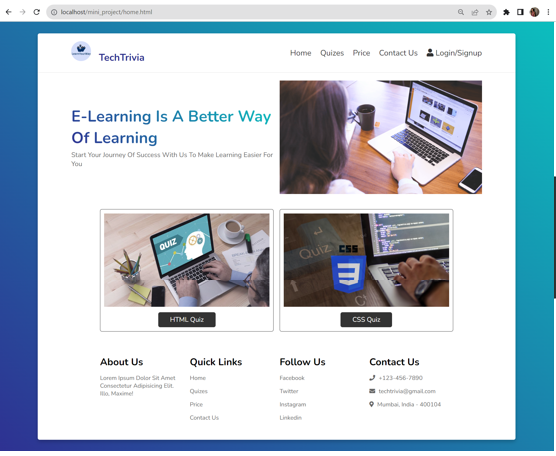 localhost/mini_project/home.html
TechTrivia
Home Quizes Price Contact Us Login/Signup
E-Learning Is A Better Way
Of Learning
Start Your Journey Of Success With Us To Make Learning Easier For
You
QUIZ
HTML Quiz
Quiz
CSS
3
CSS Quiz
About Us
Lorem Ipsum Dolor Sit Amet
Consectetur Adipisicing Elit.
Illo, Maxime!
Quick Links
Home
Quizes
Price
Contact Us
Follow Us
Facebook
Twitter
Instagram
Linkedin
Contact Us
+123-456-7890
techtrivia@gmail.com
Mumbai, India - 400104